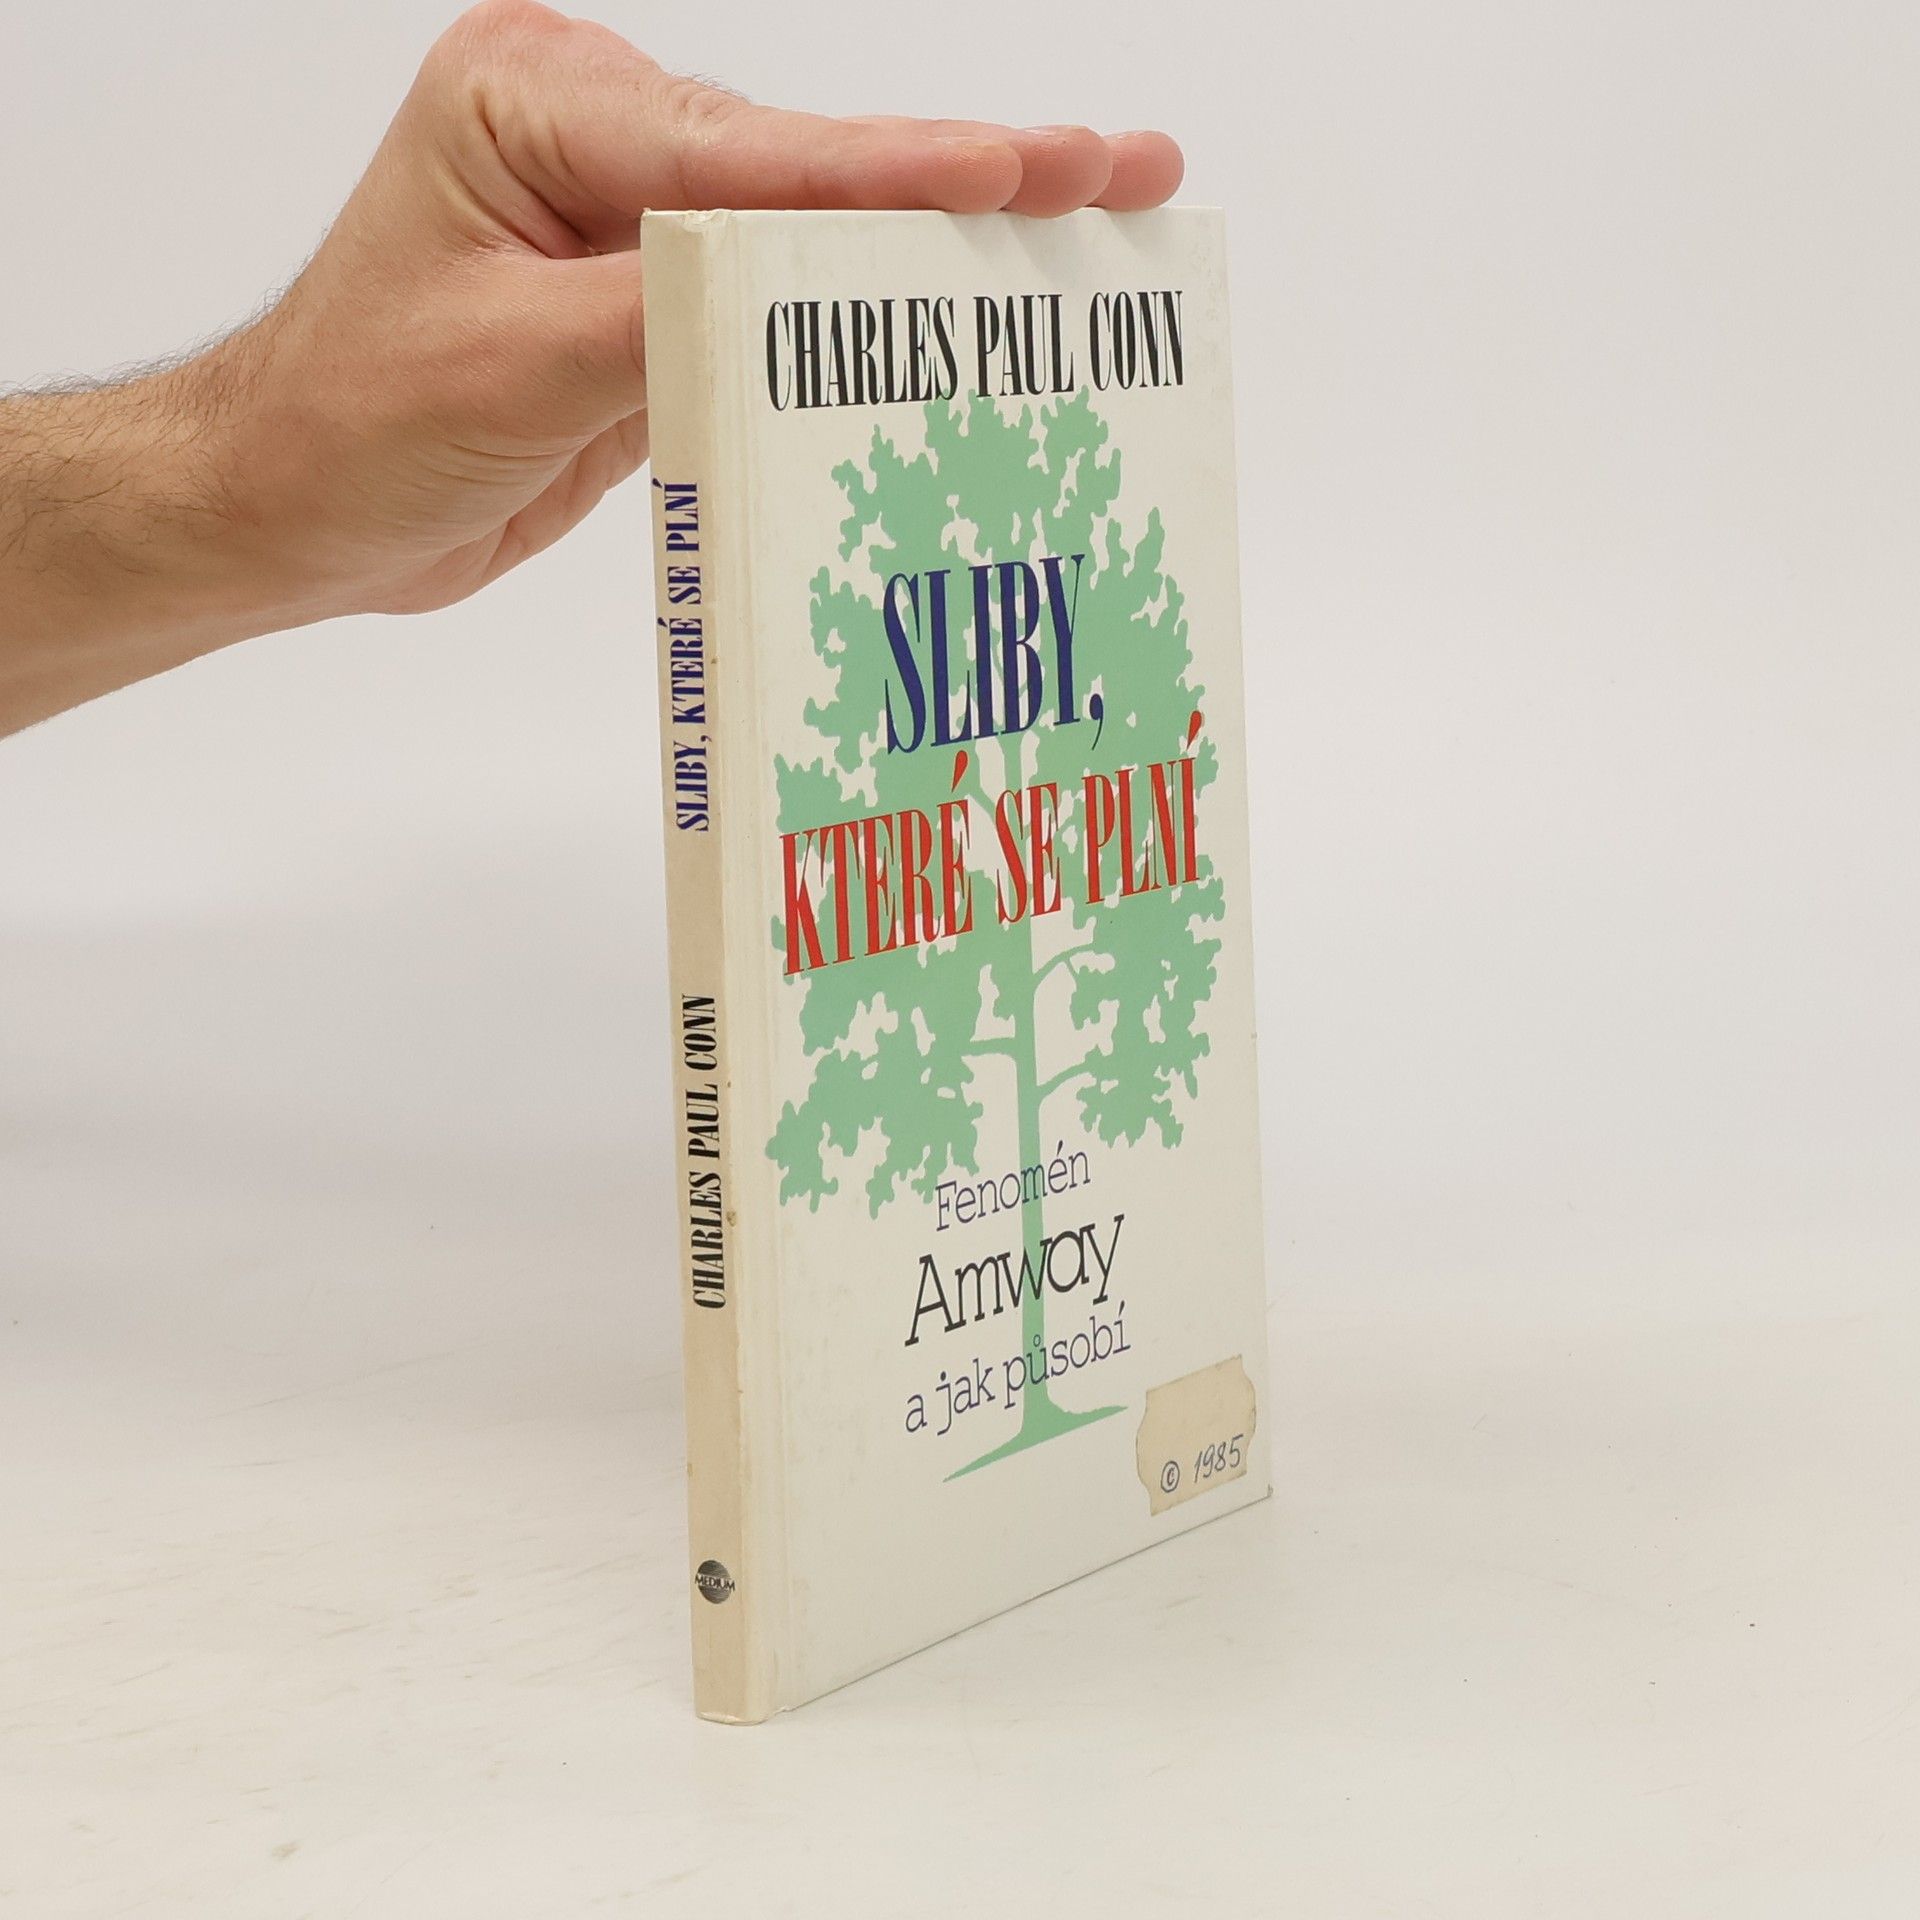 CHARLES PAUL CONN
SLIBY,
KTERÉ SE PLNÍ
Fenomén
Amway
a jak působí
© 1985
SLIBY, KTERÉ SE PLNÍ
CHARLES PAUL CONN
MEDIUM